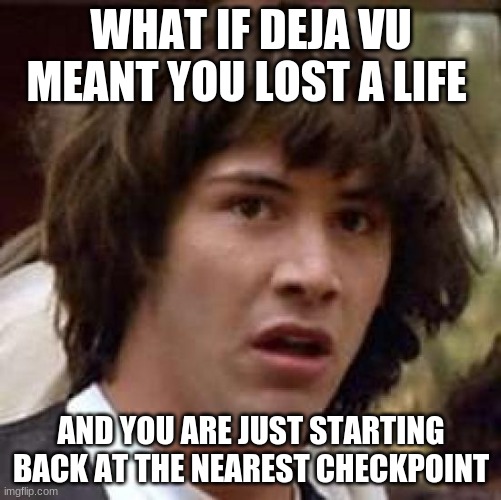 WHAT IF DEJA VU
MEANT YOU LOST A LIFE
AND YOU ARE JUST STARTING
BACK AT THE NEAREST CHECKPOINT
imgflip.com